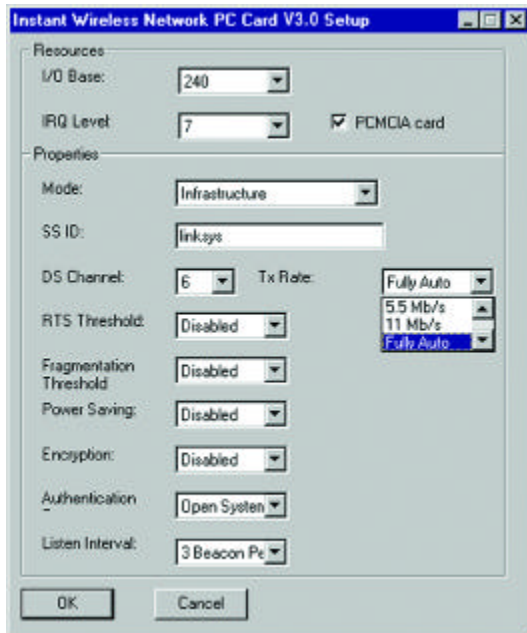 Instant Wireless Network PC Card V3.0 Setup
Resources
I/O Base: 240
IRQ Level: 7 PCMCIA card
Properties
Mode: Infrastructure
SS ID: linksys
DS Channel: 6 Tx Rate: Fully Auto
5.5 Mb/s
11 Mb/s
Fully Auto
RTS Threshold: Disabled
Fragmentation
Threshold Disabled
Power Saving: Disabled
Encryption: Disabled
Authentication Open System
Listen Interval: 3 Beacon Pe
OK Cancel